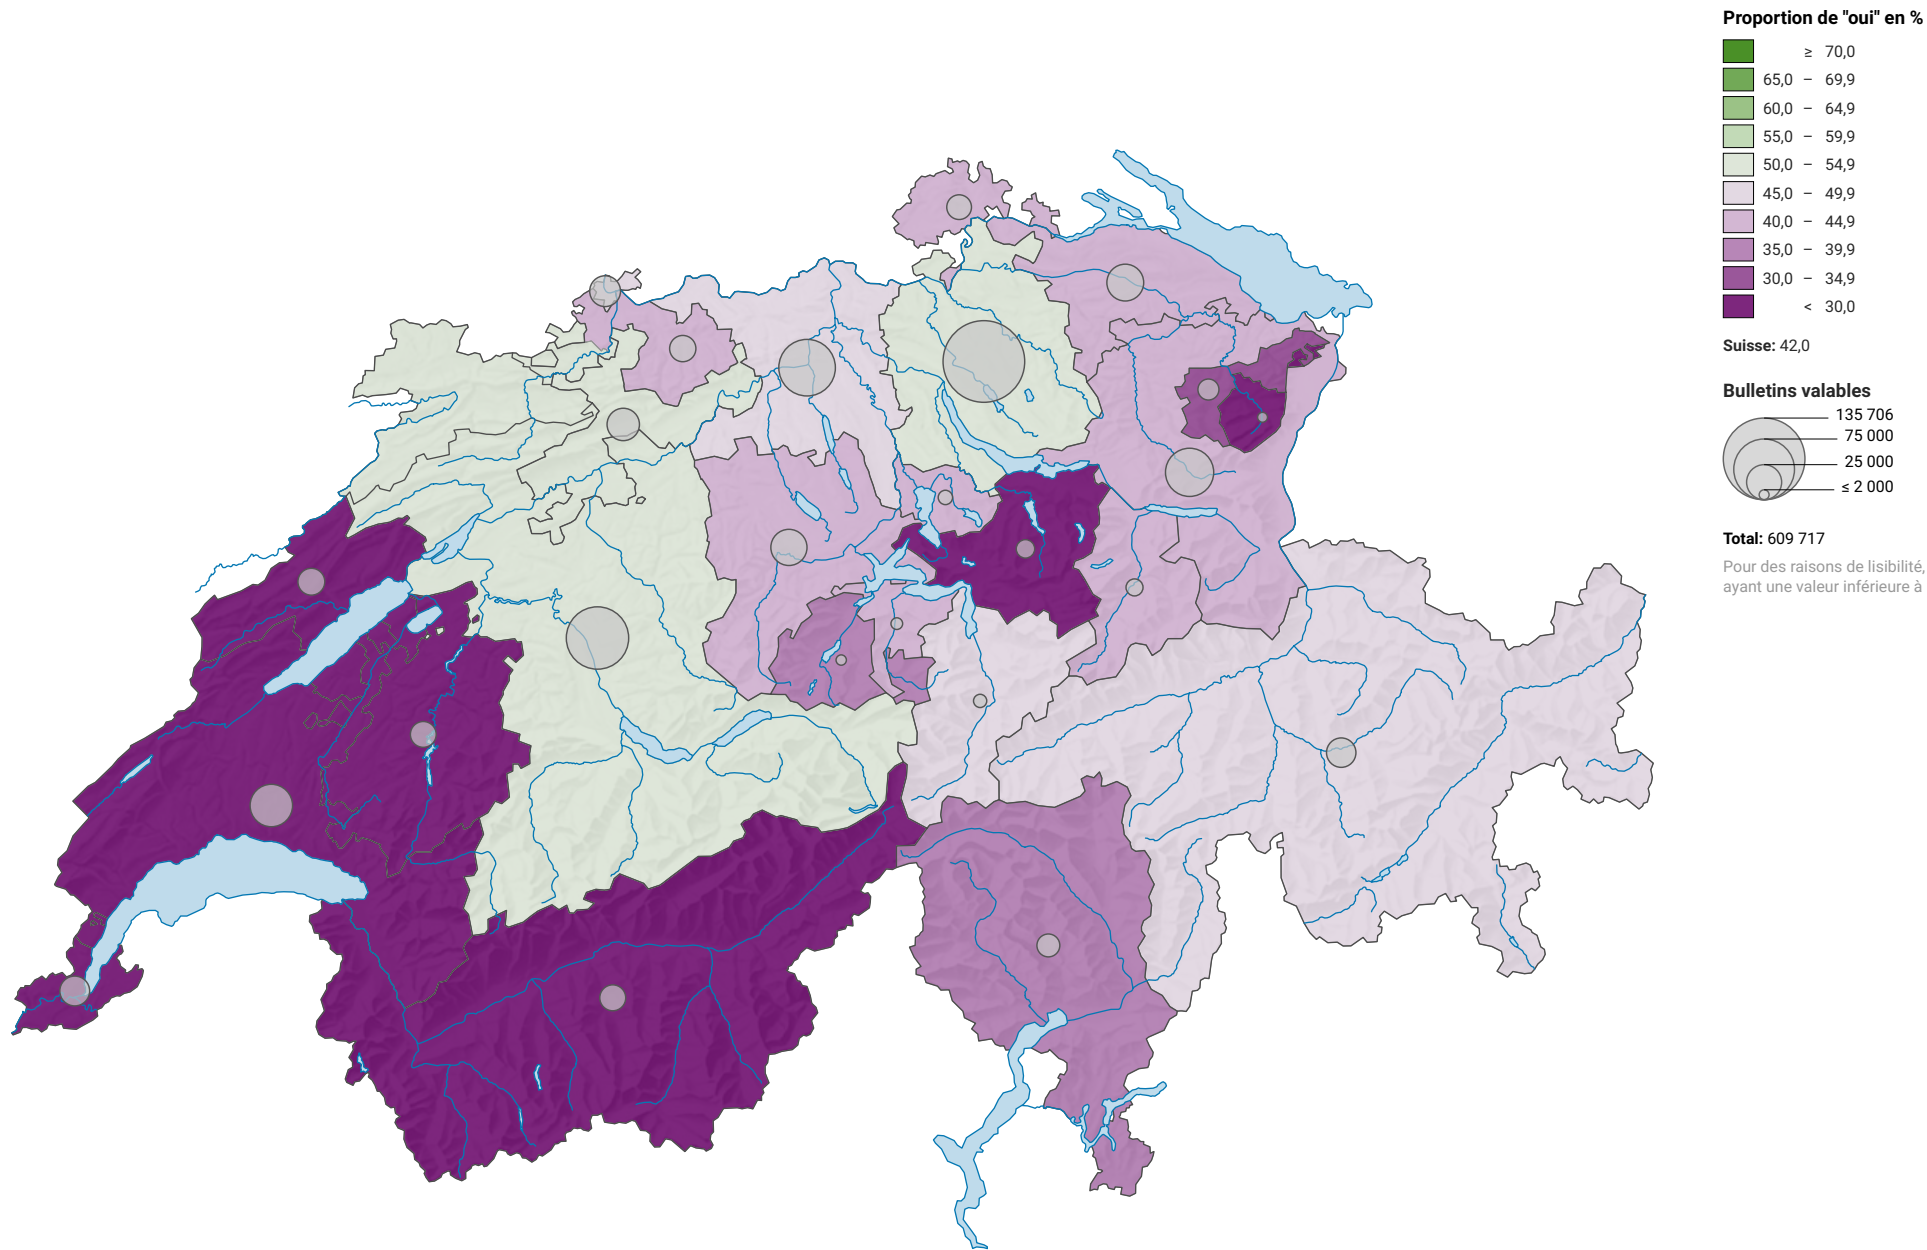 Proportion de "oui" en %
≥ 70,0
65,0 – 69,9
60,0 – 64,9
55,0 – 59,9
50,0 – 54,9
45,0 – 49,9
40,0 – 44,9
35,0 – 39,9
30,0 – 34,9
< 30,0
Suisse: 42,0
Bulletins valables
135 706
75 000
25 000
≤ 2 000
Total: 609 717
Pour des raisons de lisibilité,
ayant une valeur inférieure à